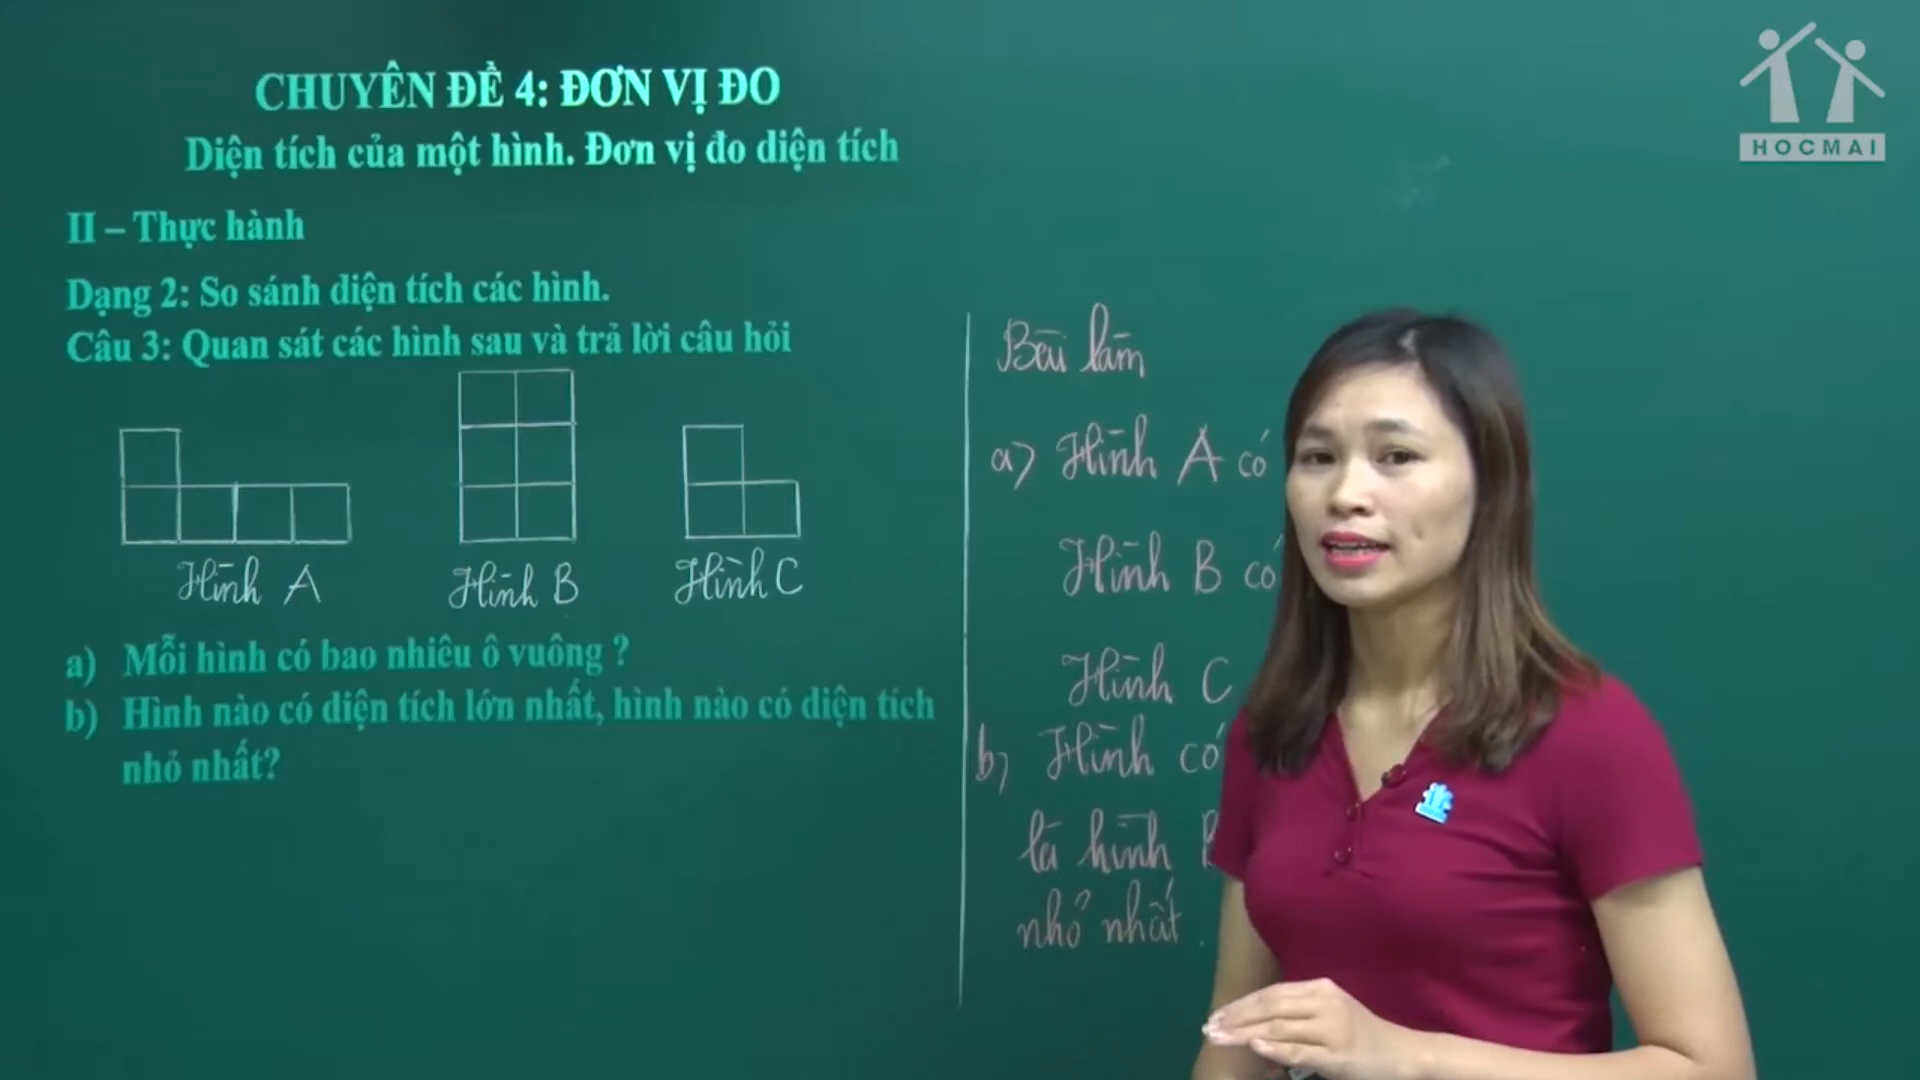 CHUYÊN ĐỀ 4: ĐƠN VỊ ĐO
Diện tích của một hình. Đơn vị đo diện tích
II – Thực hành
Dạng 2: So sánh diện tích các hình.
Câu 3: Quan sát các hình sau và trả lời câu hỏi
Hình A
Hình B
Hình C
a) Mỗi hình có bao nhiêu ô vuông ?
b) Hình nào có diện tích lớn nhất, hình nào có diện tích
nhỏ nhất?
Bài làm
a) Hình A có
Hình B có
Hình C
b) Hình có
là hình B
nhỏ nhất.
HOCMAI